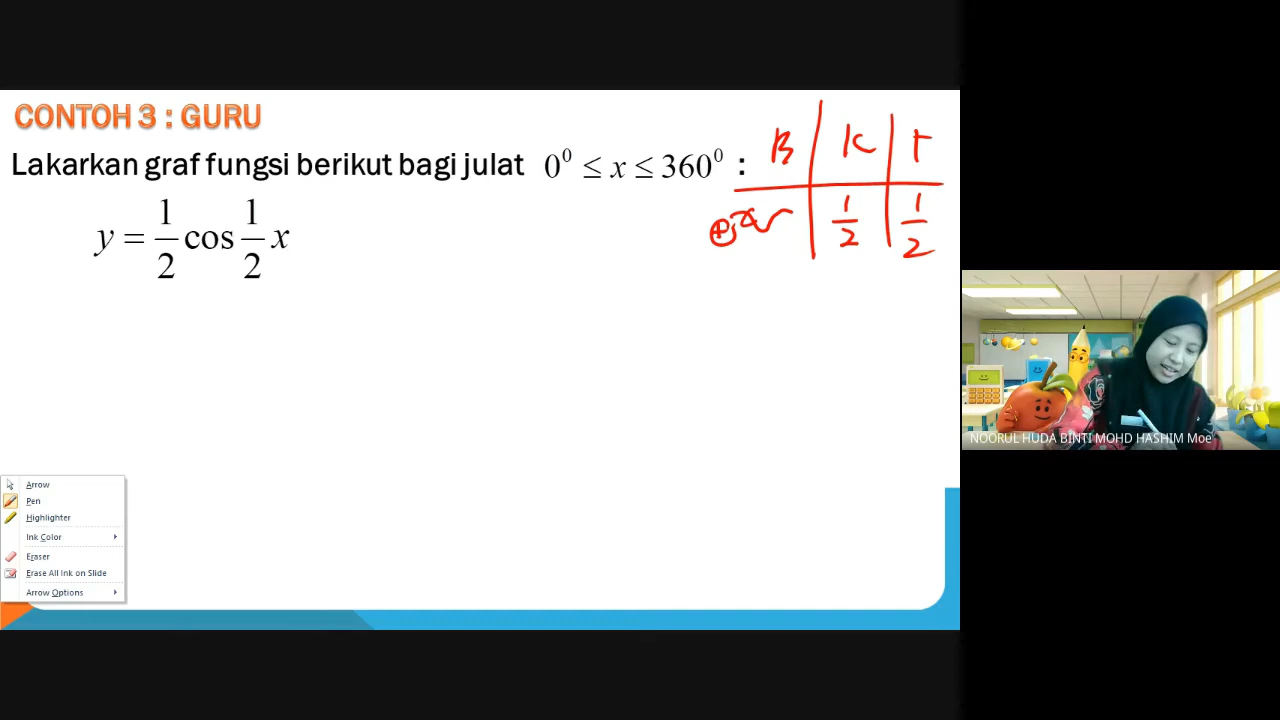 CONTOH 3 : GURU
Lakarkan graf fungsi berikut bagi julat 0⁰ ≤ x ≤ 360⁰ :
y = 1/2 cos 1/2 x
B K T
1/2 1/2
Arrow
Pen
Highlighter
Ink Color
Eraser
Erase All Ink on Slide
Arrow Options
NOORUL HUDA BINTI MOHD HASHIM Moe